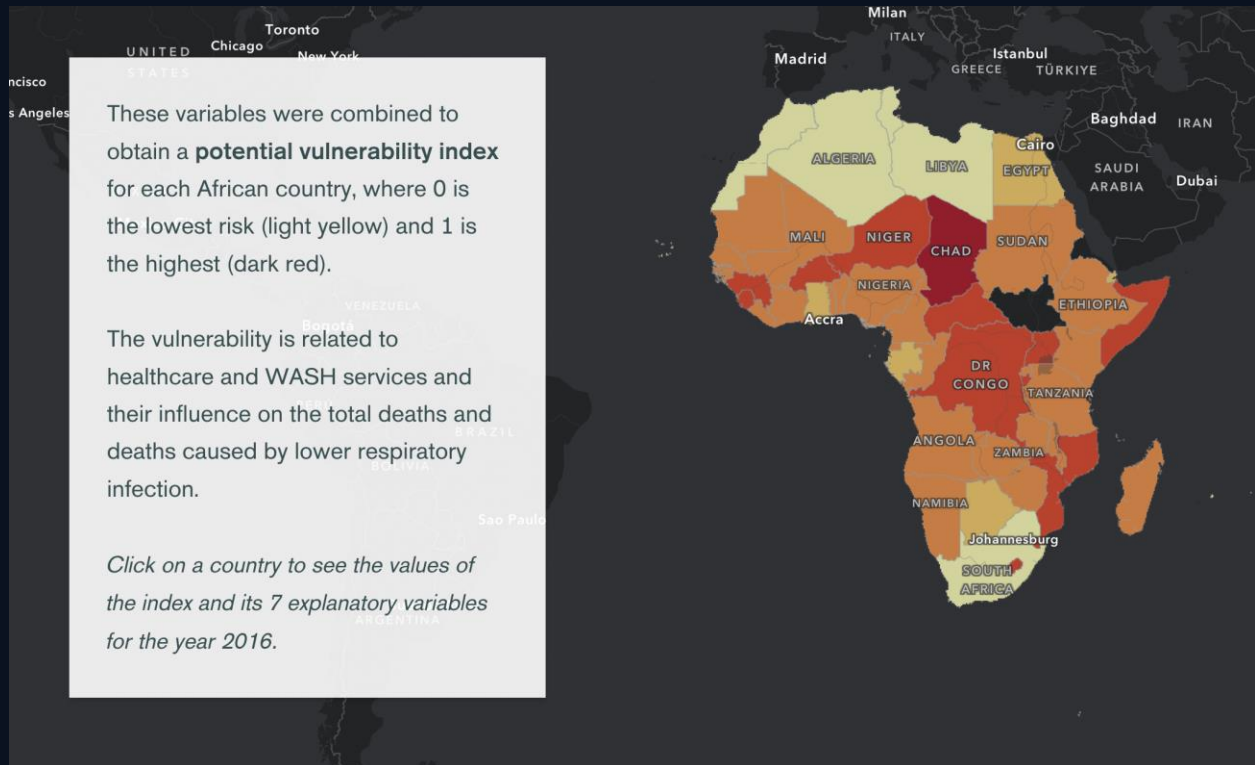 Toronto
Milan
UNITED
Chicago
ITALY
New York
Istanbul
STATES
Madrid
GREECE
TÜRKIYE
ncisco
s Angeles
Baghdad
IRAN
Cairo
SAUDI
ARABIA
Dubai
These variables were combined to
obtain a potential vulnerability index
for each African country, where 0 is
the lowest risk (light yellow) and 1 is
the highest (dark red).
The vulnerability is related to
healthcare and WASH services and
their influence on the total deaths and
deaths caused by lower respiratory
infection.
Click on a country to see the values of
the index and its 7 explanatory variables
for the year 2016.
VENEZUELA
Bogotá
BRAZIL
BOLIVIA
Sao Paulo
ARGENTINA
ALGERIA
LIBYA
EGYPT
MALI
NIGER
CHAD
SUDAN
NIGERIA
ETHIOPIA
Accra
DR
CONGO
TANZANIA
ANGOLA
ZAMBIA
NAMIBIA
Johannesburg
SOUTH
AFRICA